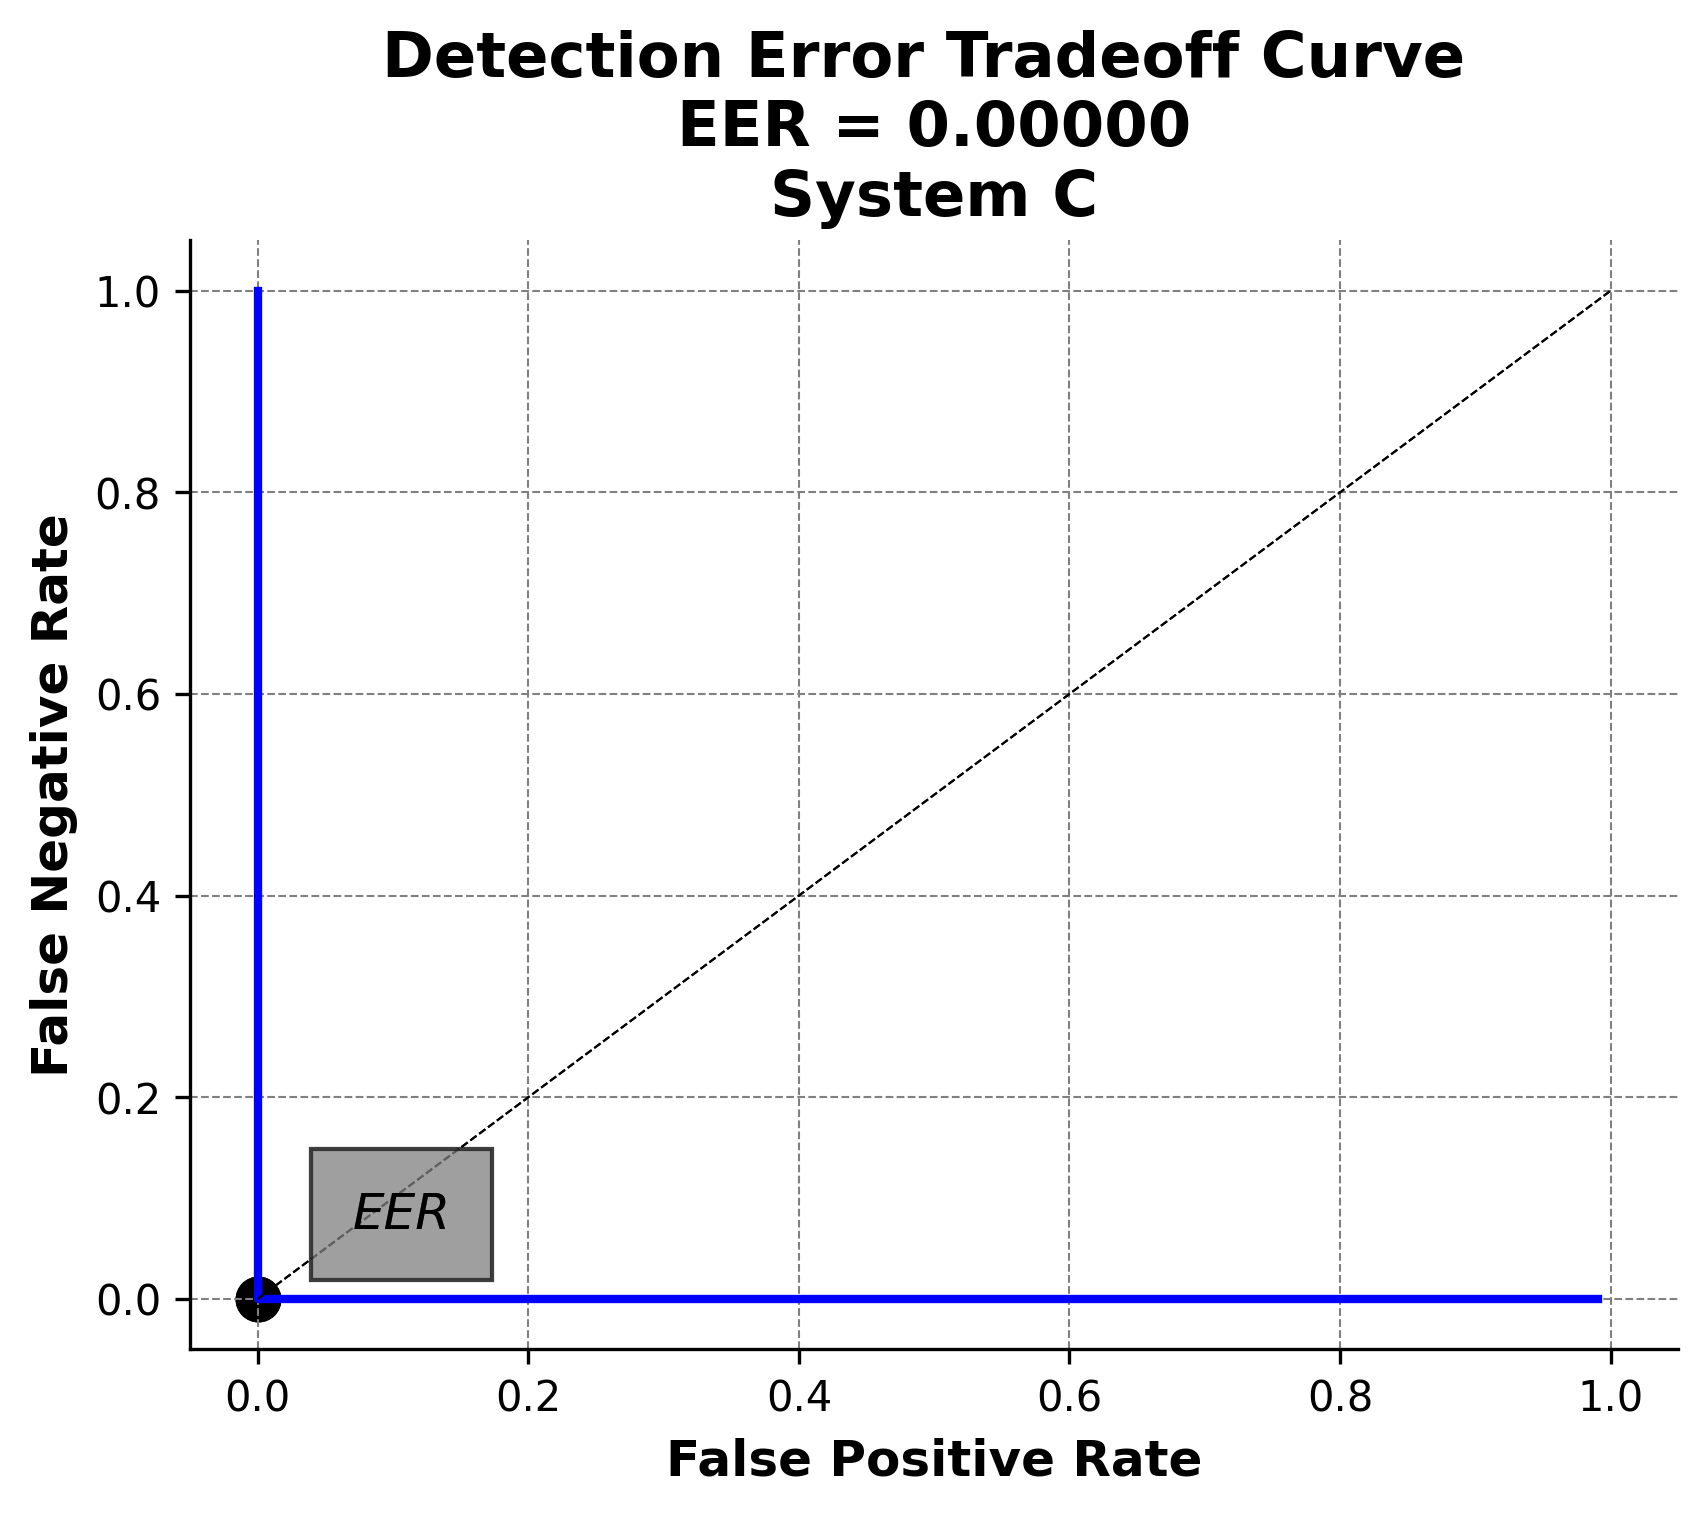 Detection Error Tradeoff Curve
EER = 0.00000
System C
False Negative Rate
1.0
0.8
0.6
0.4
0.2
0.0
EER
0.0 0.2 0.4 0.6 0.8 1.0
False Positive Rate